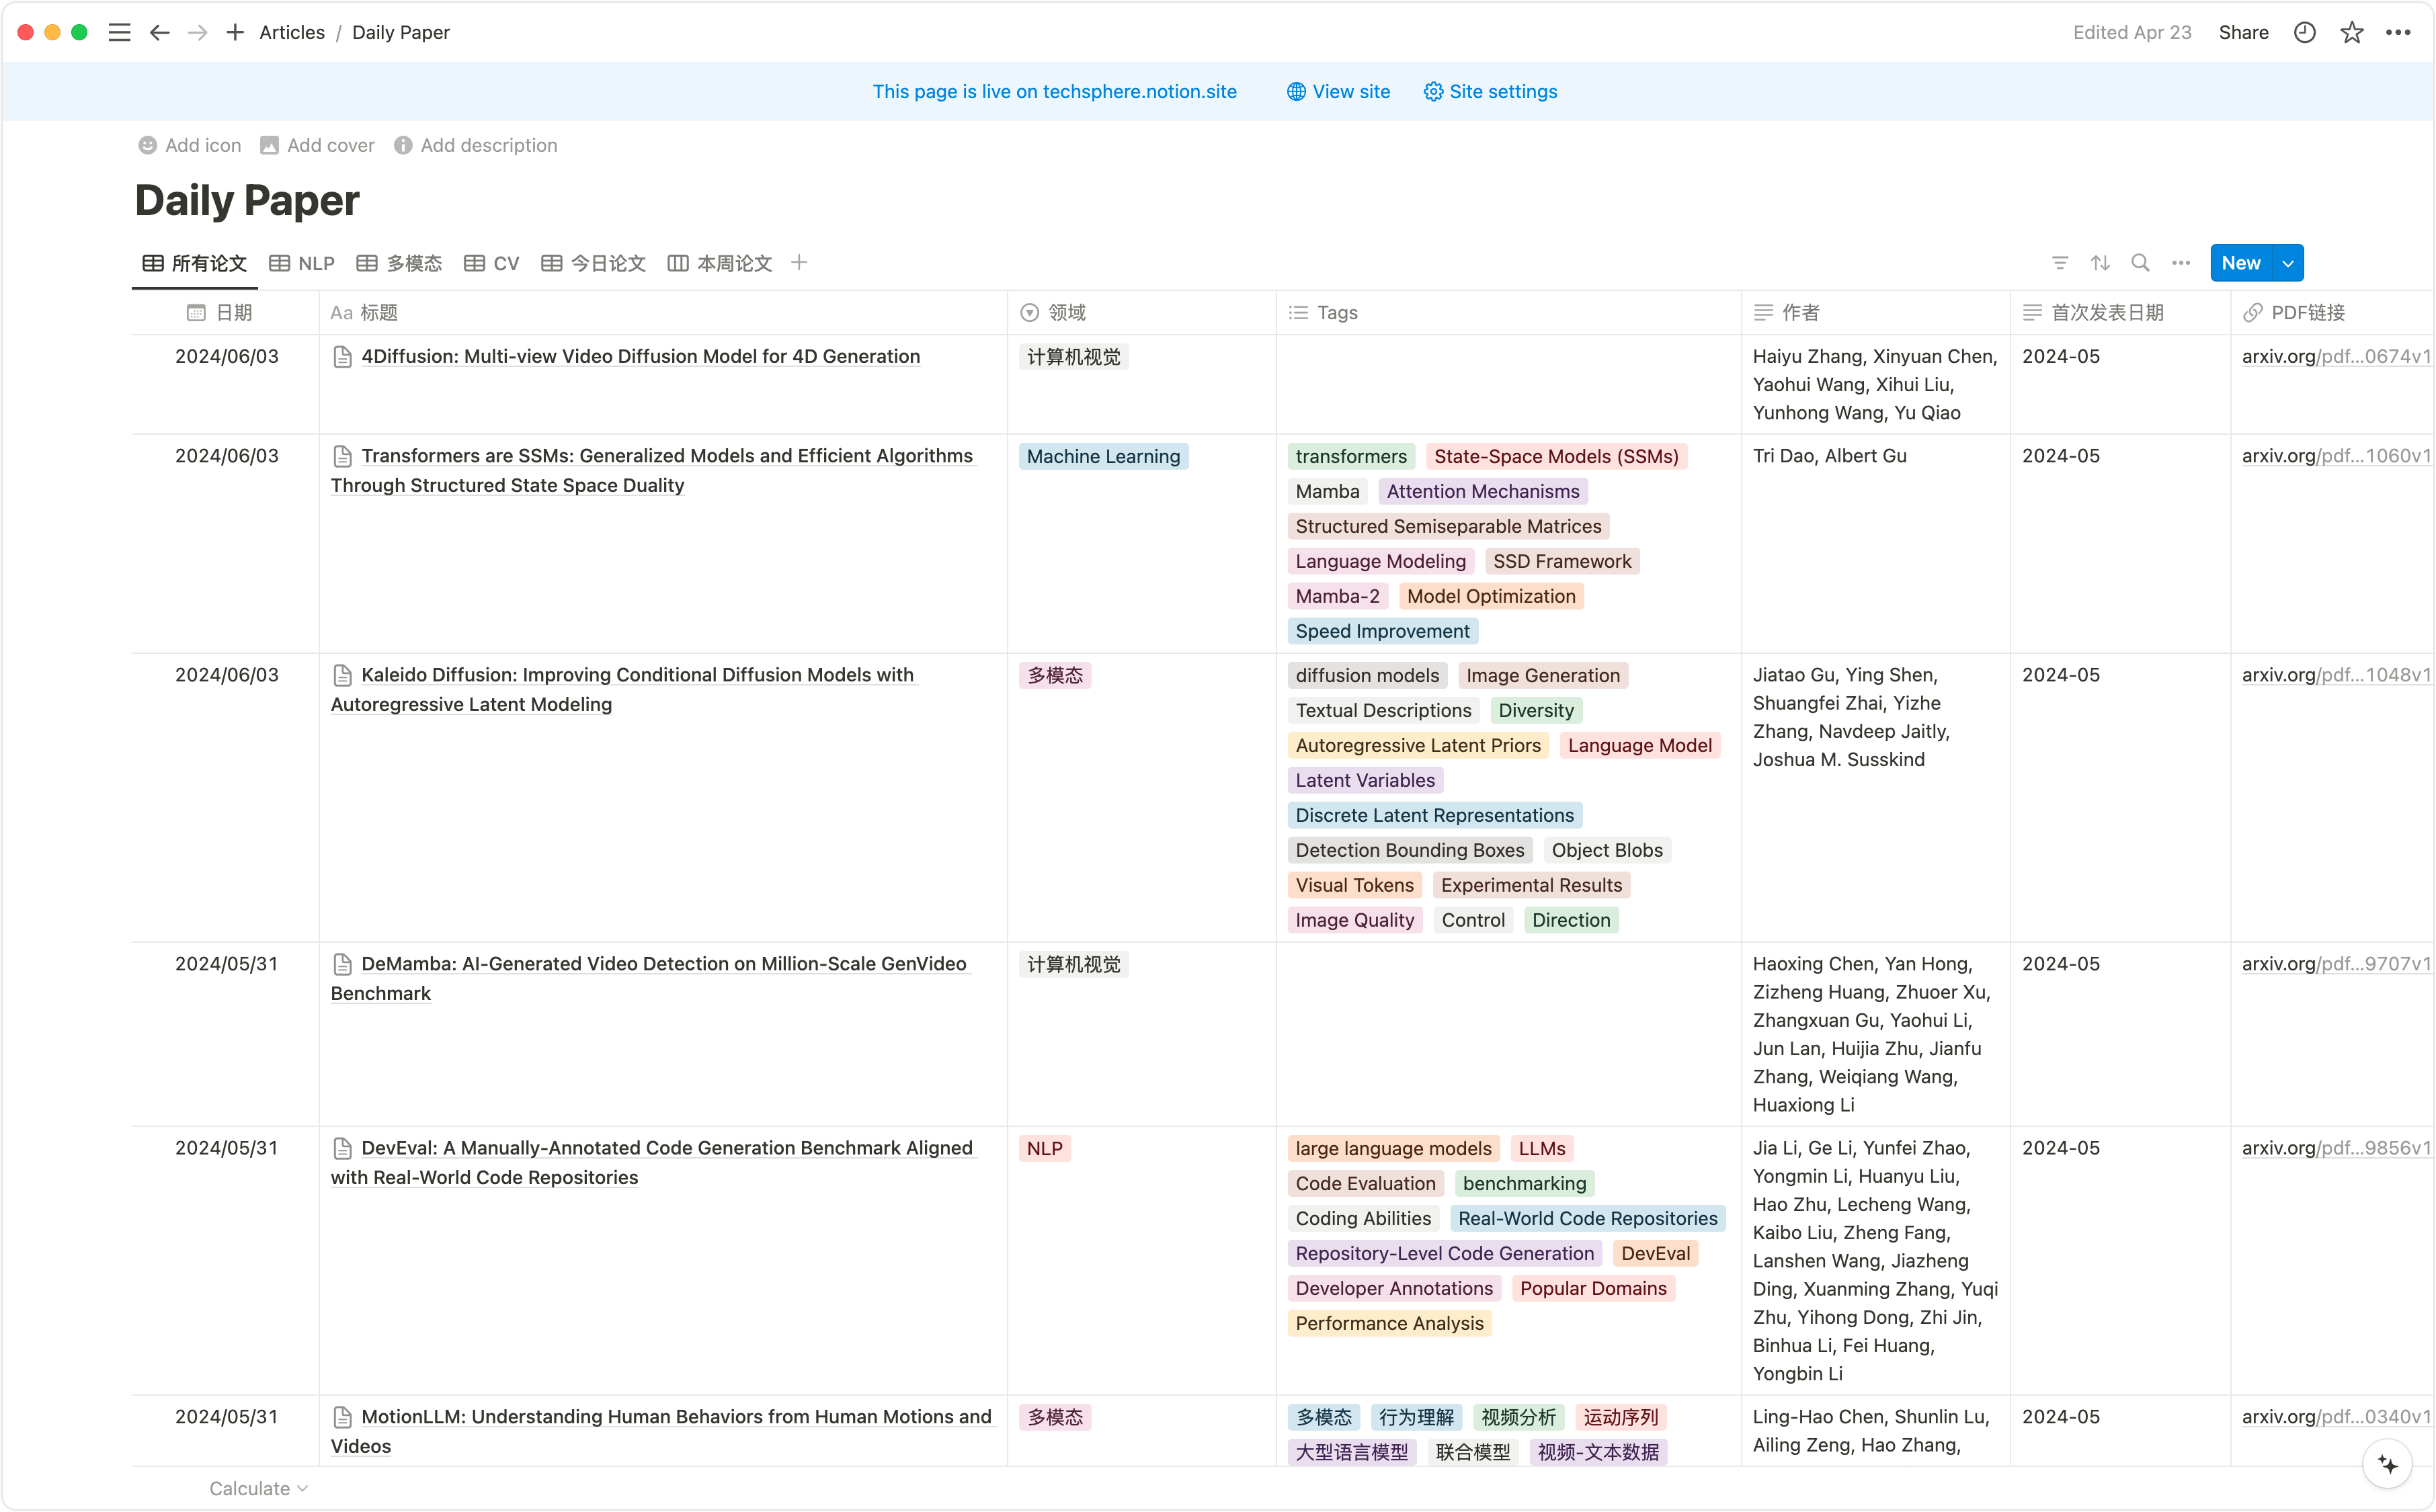 Articles / Daily Paper
Edited Apr 23 Share
This page is live on techsphere.notion.site View site Site settings
Add icon Add cover Add description
Daily Paper
所有论文 NLP 多模态 CV 今日论文 本周论文
New
日期 Aa 标题 领域 Tags 作者 首次发表日期 PDF链接
2024/06/03
4Diffusion: Multi-view Video Diffusion Model for 4D Generation
计算机视觉
Haiyu Zhang, Xinyuan Chen,
Yaohui Wang, Xihui Liu,
Yunhong Wang, Yu Qiao
2024-05
arxiv.org/pdf...0674v1
2024/06/03
Transformers are SSMs: Generalized Models and Efficient Algorithms
Through Structured State Space Duality
Machine Learning
transformers State-Space Models (SSMs)
Mamba Attention Mechanisms
Structured Semiseparable Matrices
Language Modeling SSD Framework
Mamba-2 Model Optimization
Speed Improvement
Tri Dao, Albert Gu
2024-05
arxiv.org/pdf...1060v1
2024/06/03
Kaleido Diffusion: Improving Conditional Diffusion Models with
Autoregressive Latent Modeling
多模态
diffusion models Image Generation
Textual Descriptions Diversity
Autoregressive Latent Priors Language Model
Latent Variables
Discrete Latent Representations
Detection Bounding Boxes Object Blobs
Visual Tokens Experimental Results
Image Quality Control Direction
Jiatao Gu, Ying Shen,
Shuangfei Zhai, Yizhe
Zhang, Navdeep Jaitly,
Joshua M. Susskind
2024-05
arxiv.org/pdf...1048v1
2024/05/31
DeMamba: AI-Generated Video Detection on Million-Scale GenVideo
Benchmark
计算机视觉
Haoxing Chen, Yan Hong,
Zizheng Huang, Zhuoer Xu,
Zhangxuan Gu, Yaohui Li,
Jun Lan, Huijia Zhu, Jianfu
Zhang, Weiqiang Wang,
Huaxiong Li
2024-05
arxiv.org/pdf...9707v1
2024/05/31
DevEval: A Manually-Annotated Code Generation Benchmark Aligned
with Real-World Code Repositories
NLP
large language models LLMs
Code Evaluation benchmarking
Coding Abilities Real-World Code Repositories
Repository-Level Code Generation DevEval
Developer Annotations Popular Domains
Performance Analysis
Jia Li, Ge Li, Yunfei Zhao,
Yongmin Li, Huanyu Liu,
Hao Zhu, Lecheng Wang,
Kaibo Liu, Zheng Fang,
Lanshen Wang, Jiazheng
Ding, Xuanming Zhang, Yuqi
Zhu, Yihong Dong, Zhi Jin,
Binhua Li, Fei Huang,
Yongbin Li
2024-05
arxiv.org/pdf...9856v1
2024/05/31
MotionLLM: Understanding Human Behaviors from Human Motions and
Videos
多模态
多模态 行为理解 视频分析 运动序列
大型语言模型 联合模型 视频-文本数据
Ling-Hao Chen, Shunlin Lu,
Ailing Zeng, Hao Zhang,
2024-05
arxiv.org/pdf...0340v1
Calculate